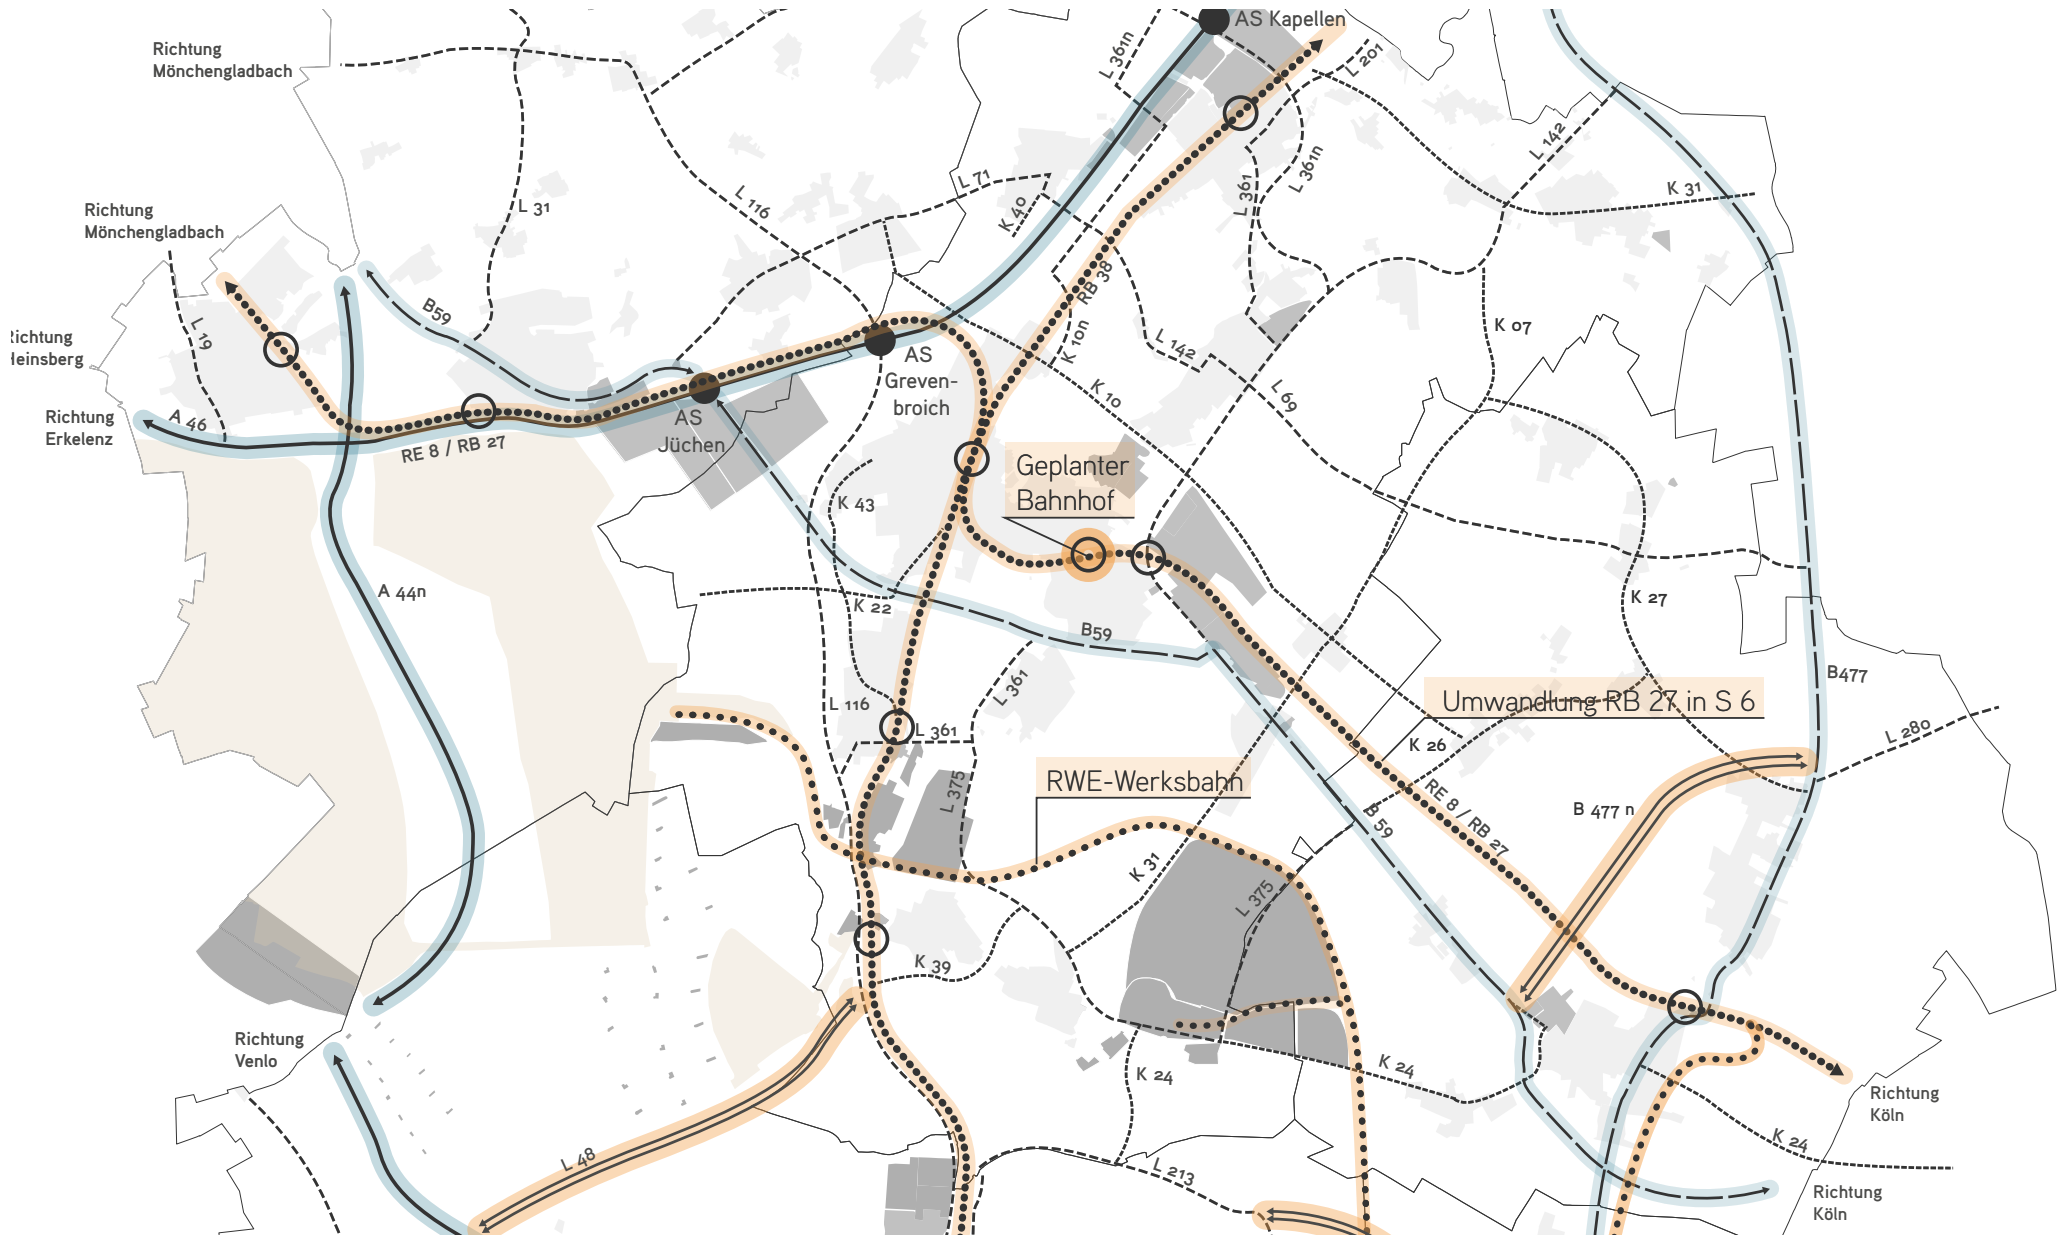 AS Kapellen
Richtung
Mönchengladbach
L 361n
L 201
L 142
L 361n
L 361
K 31
L 71
L 116
L 31
K 40
Richtung
Mönchengladbach
L 19
B59
RB 38
K 07
K 100n
L 142
Richtung
Heinsberg
AS
Greven-
broich
K 10
L 69
Richtung
Erkelenz
A 46
AS
Jüchen
RE 8 / RB 27
Geplanter
Bahnhof
K 43
A 44n
K 22
K 27
B59
B477
Umwandlung RB 27 in S 6
L 361
L 116
L 361
K 26
L 280
RWE-Werksbahn
L 375
RE 8 / RB 27
B 477 n
B 59
K 31
L 375
K 39
Richtung
Venlo
K 24
K 24
Richtung
Köln
K 24
L 48
L 213
Richtung
Köln